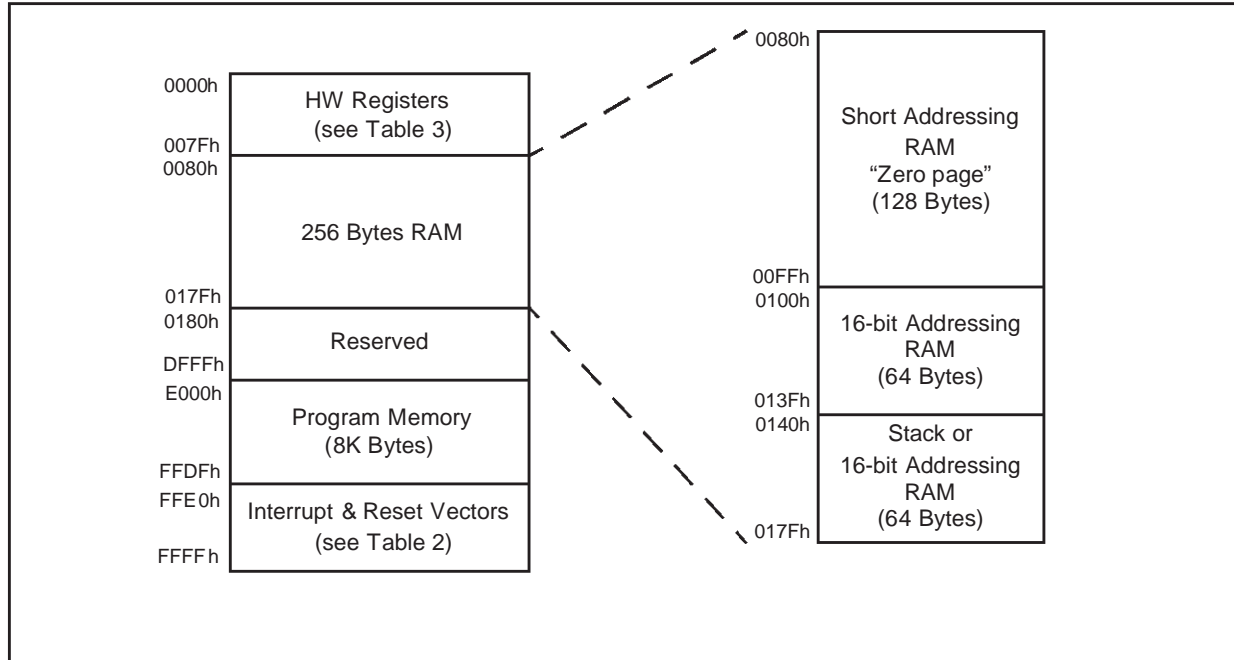 0000h
HW Registers
(see Table 3)
007Fh
0080h
256 Bytes RAM
017Fh
0180h
Reserved
DFFFh
E000h
Program Memory
(8K Bytes)
FFDFh
FFE0h
Interrupt & Reset Vectors
(see Table 2)
FFFFh
0080h
Short Addressing
RAM
“Zero page”
(128 Bytes)
00FFh
0100h
16-bit Addressing
RAM
(64 Bytes)
013Fh
0140h
Stack or
16-bit Addressing
RAM
(64 Bytes)
017Fh